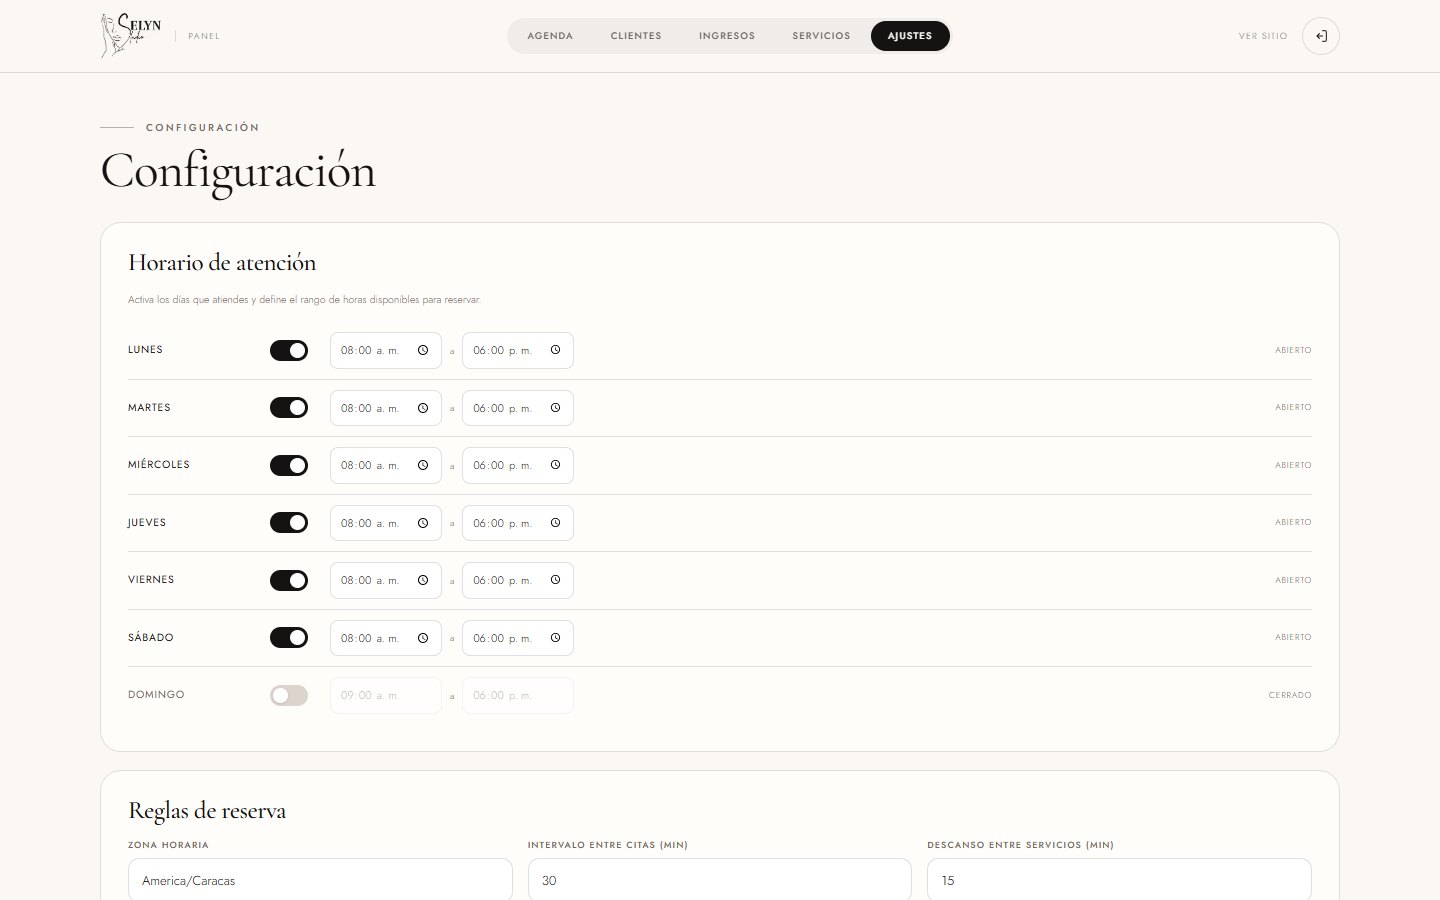 SELYN
PANEL
AGENDA
CLIENTES
INGRESOS
SERVICIOS
AJUSTES
VER SITIO
CONFIGURACIÓN
Configuración
Horario de atención
Activa los días que atiendes y define el rango de horas disponibles para reservar.
LUNES 08:00 a. m. a 06:00 p. m. ABIERTO
MARTES 08:00 a. m. a 06:00 p. m. ABIERTO
MIÉRCOLES 08:00 a. m. a 06:00 p. m. ABIERTO
JUEVES 08:00 a. m. a 06:00 p. m. ABIERTO
VIERNES 08:00 a. m. a 06:00 p. m. ABIERTO
SÁBADO 08:00 a. m. a 06:00 p. m. ABIERTO
DOMINGO 09:00 a. m. a 06:00 p. m. CERRADO
Reglas de reserva
ZONA HORARIA
America/Caracas
INTERVALO ENTRE CITAS (MIN)
30
DESCANSO ENTRE SERVICIOS (MIN)
15